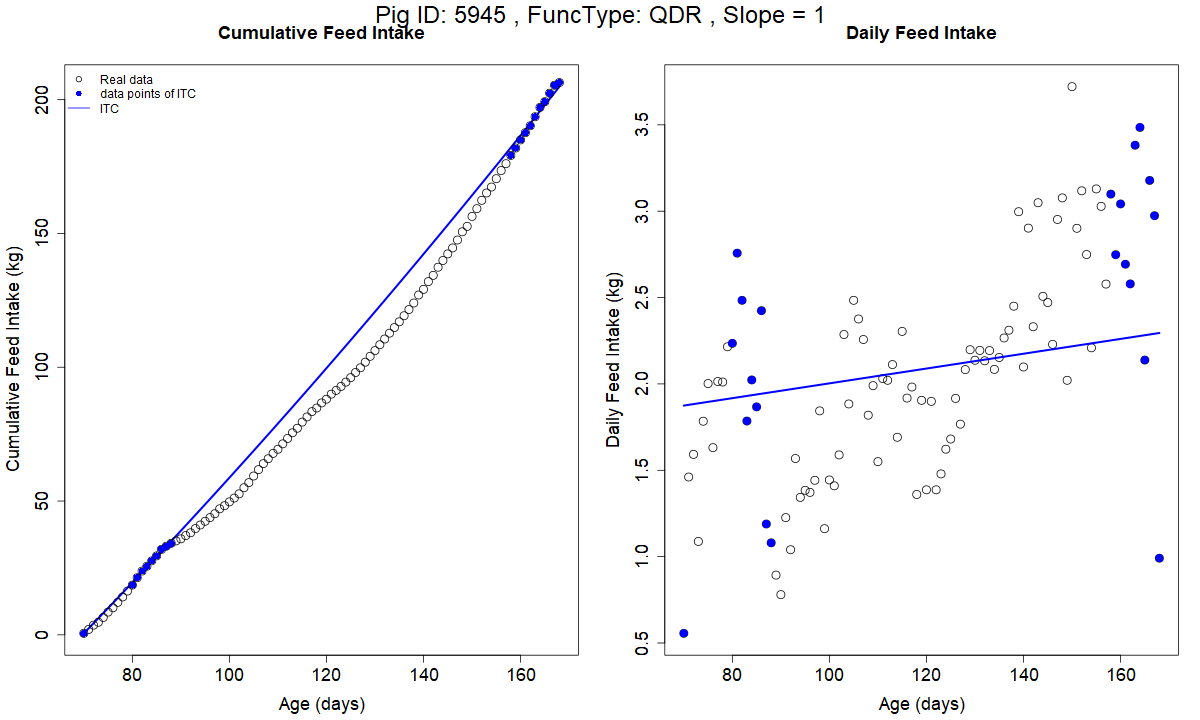 Pig ID: 5945 , FuncType: QDR , Slope = 1
Cumulative Feed Intake
Daily Feed Intake
Real data
data points of ITC
ITC
Cumulative Feed Intake (kg)
0
50
100
150
200
80
100
120
140
160
Age (days)
Daily Feed Intake (kg)
0.5
1.0
1.5
2.0
2.5
3.0
3.5
80
100
120
140
160
Age (days)